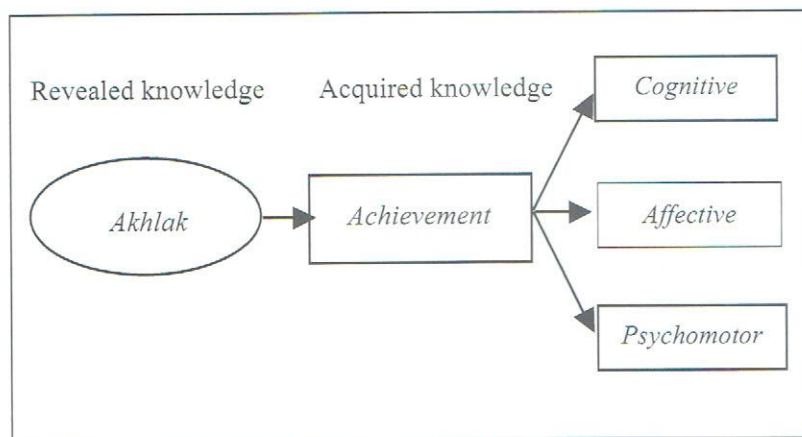 Revealed knowledge
Acquired knowledge
Cognitive
Akhlak
Achievement
Affective
Psychomotor